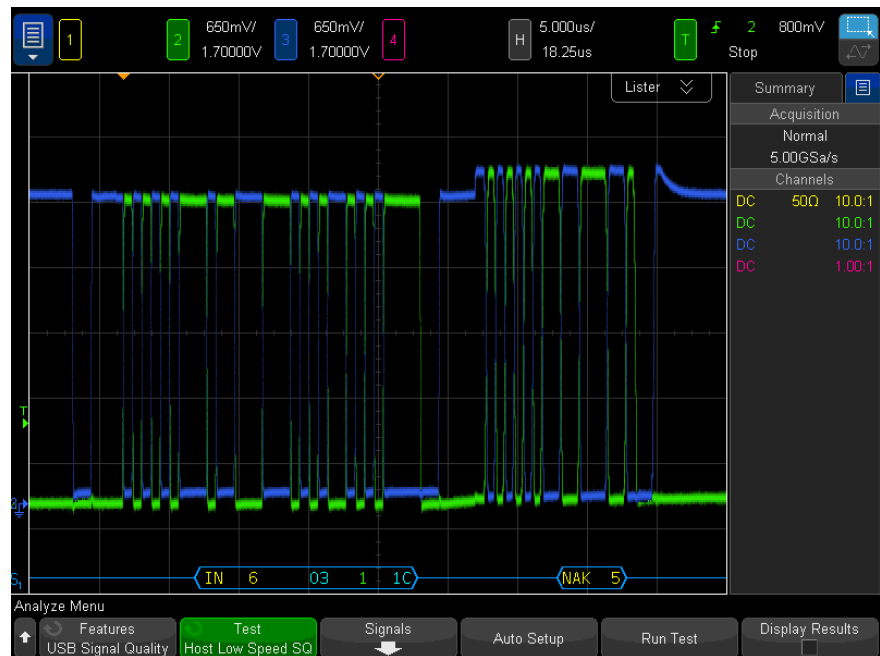 1 2 650mV/ 3 650mV/ 4 H 5.000us/ T 2 800mV
1.70000V 1.70000V 18.25us Stop
Lister
Summary
Acquisition
Normal
5.00GSa/s
Channels
DC 50Ω 10.0:1
DC 10.0:1
DC 10.0:1
DC 1.00:1
T
S1 IN 6 03 1 1C NAK 5
Analyze Menu
Features Test Signals Auto Setup Run Test Display Results
USB Signal Quality Host Low Speed SQ